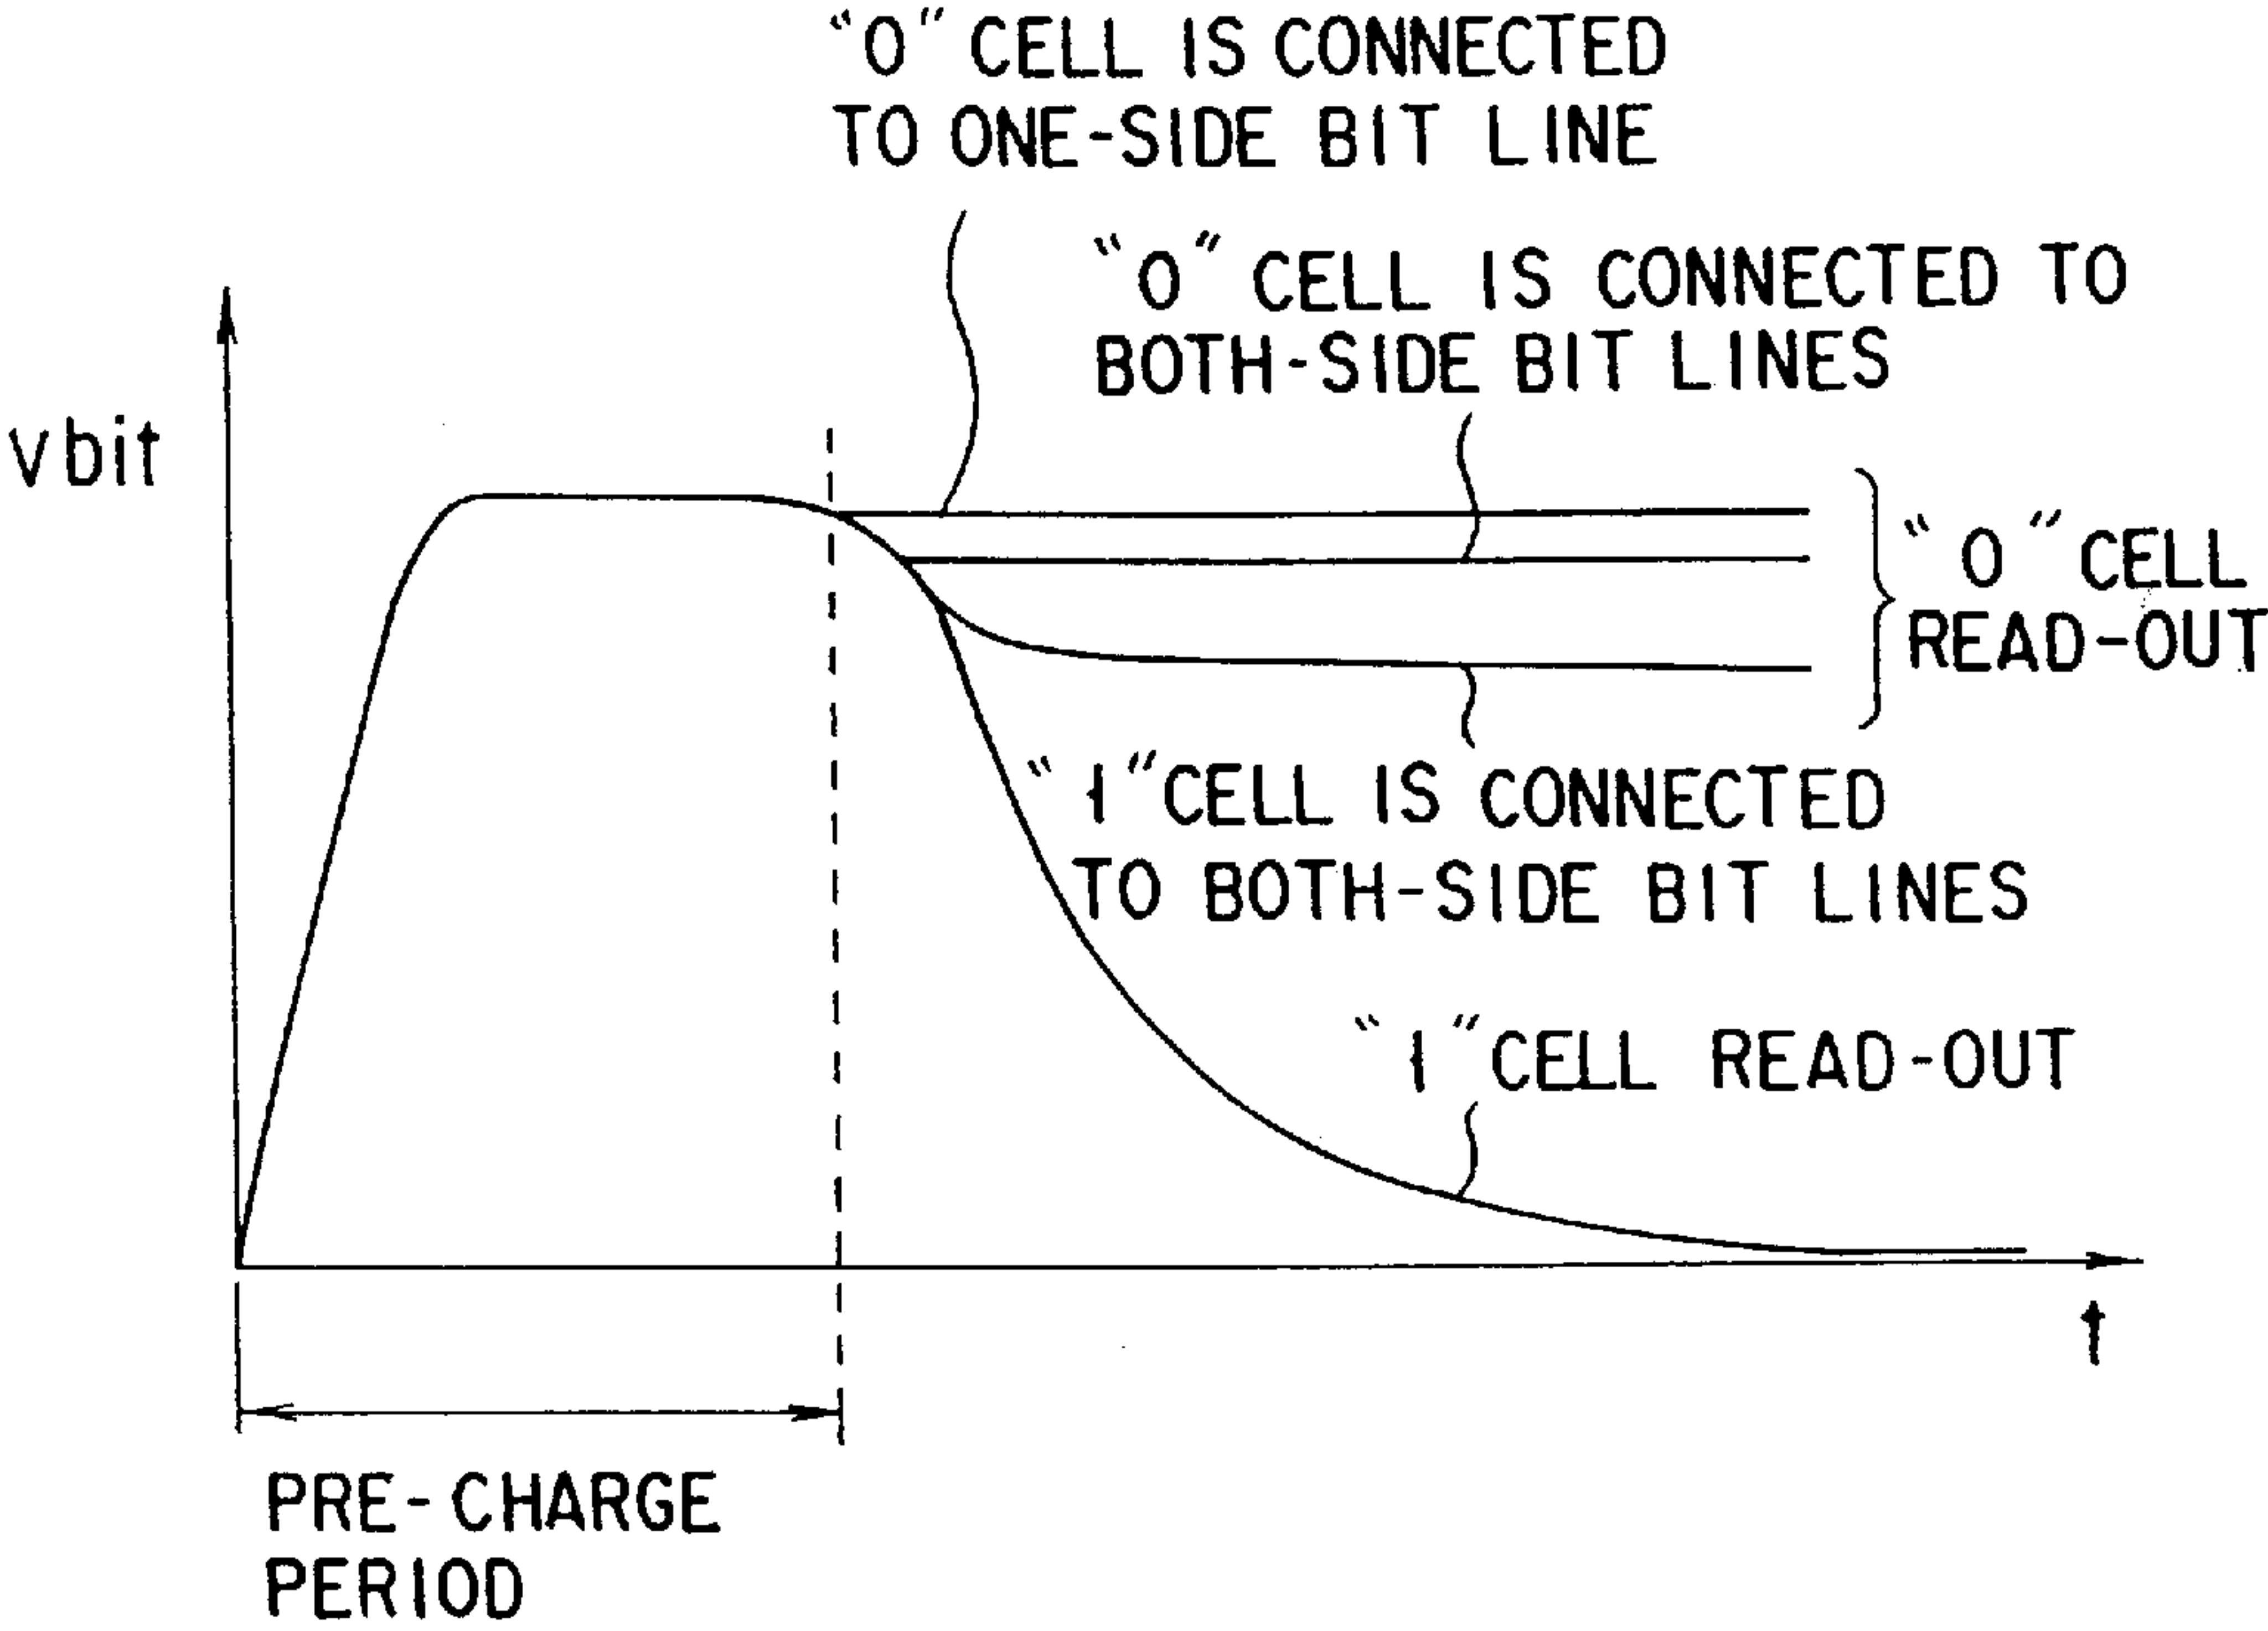 “0” CELL IS CONNECTED
TO ONE-SIDE BIT LINE
“0” CELL IS CONNECTED TO
BOTH-SIDE BIT LINES
vbit
“0” CELL
READ-OUT
“1” CELL IS CONNECTED
TO BOTH-SIDE BIT LINES
“1” CELL READ-OUT
t
PRE-CHARGE
PERIOD